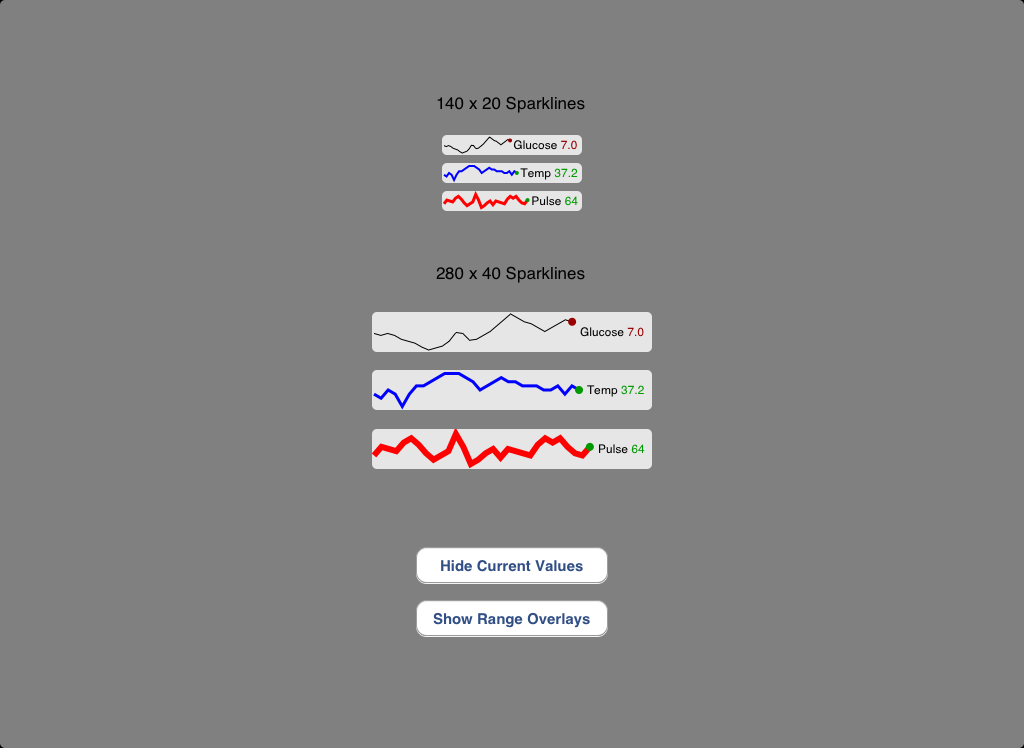 140 x 20 Sparklines
Glucose 7.0
Temp 37.2
Pulse 64
280 x 40 Sparklines
Glucose 7.0
Temp 37.2
Pulse 64
Hide Current Values
Show Range Overlays